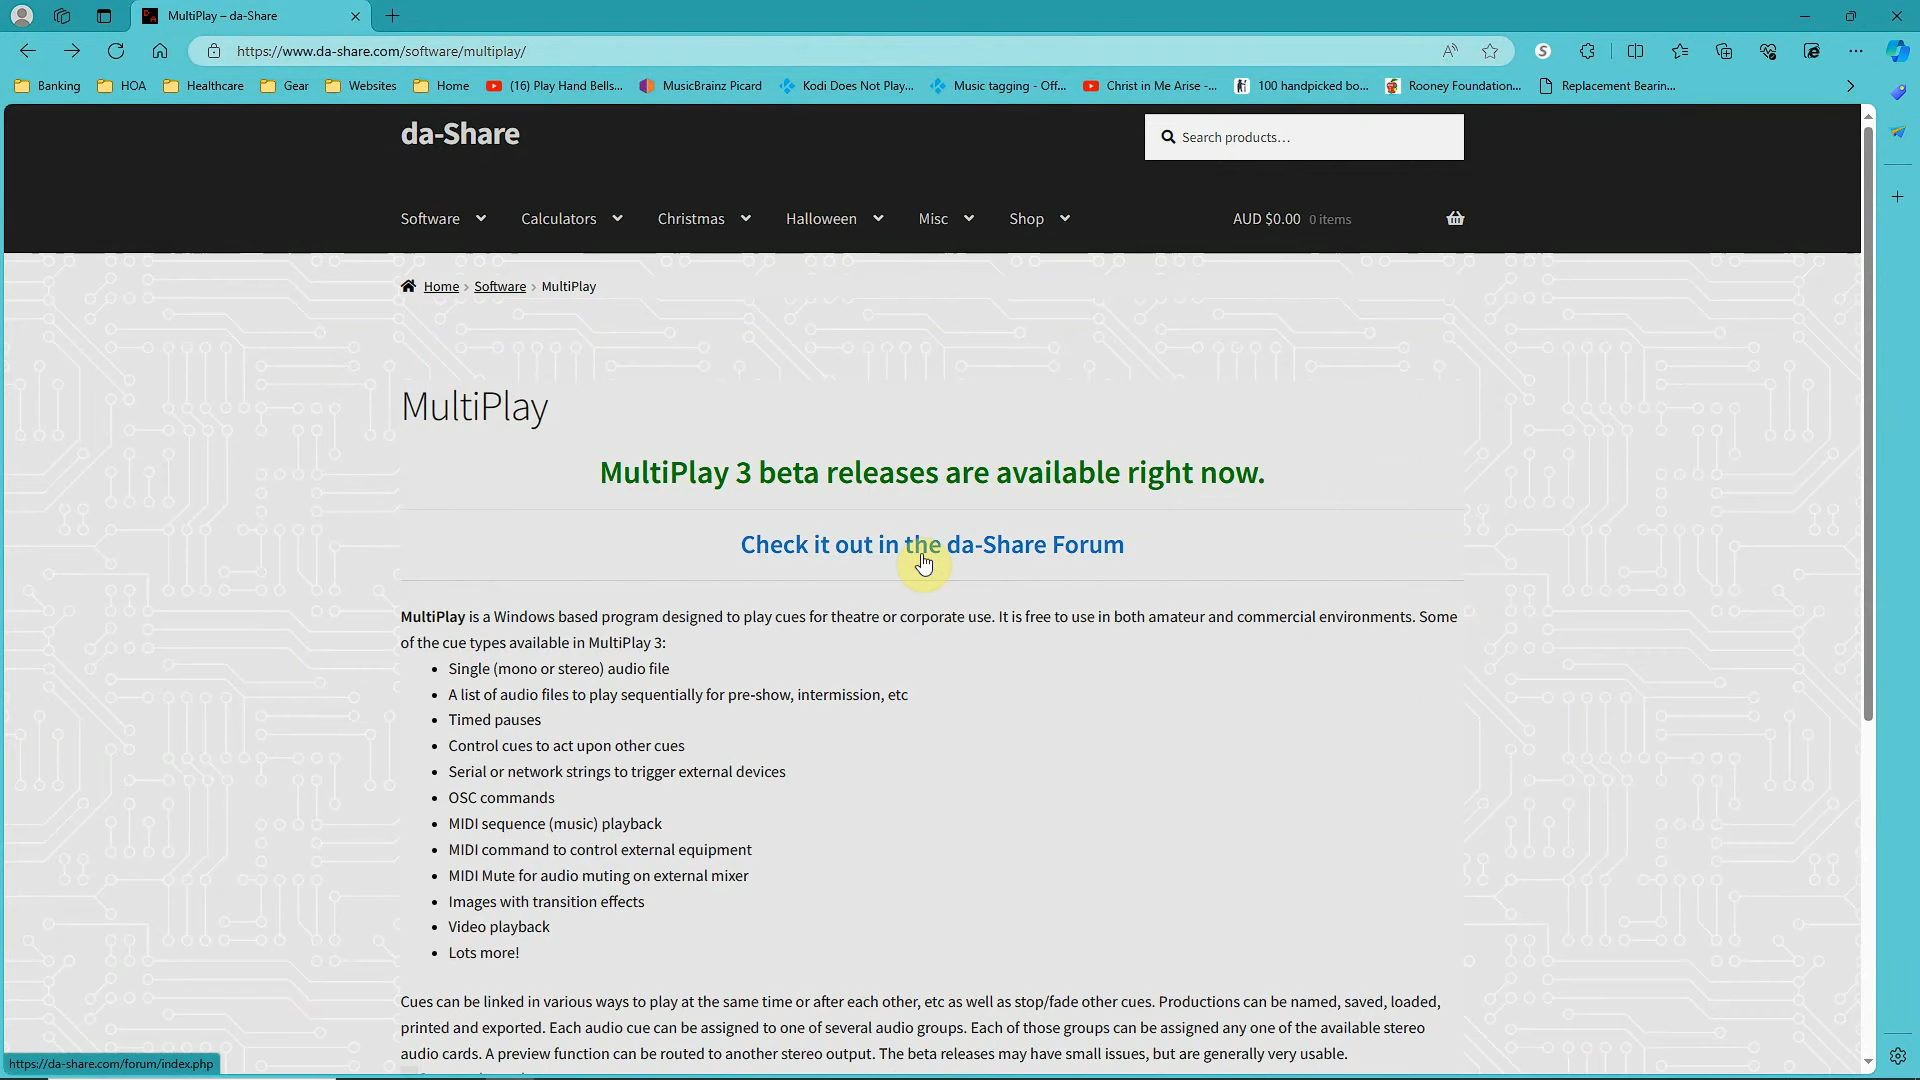 MultiPlay – da-Share
https://www.da-share.com/software/multiplay/
Banking
HOA
Healthcare
Gear
Websites
Home
(16) Play Hand Bells...
MusicBrainz Picard
Kodi Does Not Play...
Music tagging - Off...
Christ in Me Arise -...
100 handpicked bo...
Rooney Foundation...
Replacement Bearin...
da-Share
Search products…
Software
Calculators
Christmas
Halloween
Misc
Shop
AUD $0.00 0 items
Home › Software › MultiPlay
MultiPlay
MultiPlay 3 beta releases are available right now.
Check it out in the da-Share Forum
MultiPlay is a Windows based program designed to play cues for theatre or corporate use. It is free to use in both amateur and commercial environments. Some
of the cue types available in MultiPlay 3:
• Single (mono or stereo) audio file
• A list of audio files to play sequentially for pre-show, intermission, etc
• Timed pauses
• Control cues to act upon other cues
• Serial or network strings to trigger external devices
• OSC commands
• MIDI sequence (music) playback
• MIDI command to control external equipment
• MIDI Mute for audio muting on external mixer
• Images with transition effects
• Video playback
• Lots more!
Cues can be linked in various ways to play at the same time or after each other, etc as well as stop/fade other cues. Productions can be named, saved, loaded,
printed and exported. Each audio cue can be assigned to one of several audio groups. Each of those groups can be assigned any one of the available stereo
audio cards. A preview function can be routed to another stereo output. The beta releases may have small issues, but are generally very usable.
https://da-share.com/forum/index.php